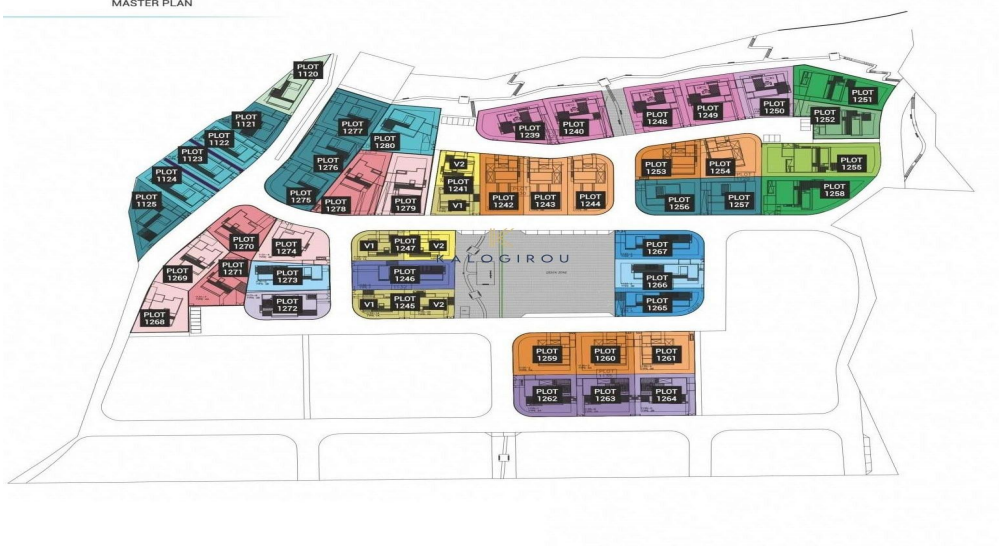 MASTER PLAN
PLOT
1120
PLOT
1121
PLOT
1122
PLOT
1123
PLOT
1124
PLOT
1125
PLOT
1277
PLOT
1280
PLOT
1276
PLOT
1275
PLOT
1278
PLOT
1279
V2
PLOT
1241
V1
PLOT
1242
PLOT
1243
PLOT
1244
PLOT
1239
PLOT
1240
PLOT
1248
PLOT
1249
PLOT
1250
PLOT
1251
PLOT
1252
PLOT
1253
PLOT
1254
PLOT
1255
PLOT
1256
PLOT
1257
PLOT
1258
PLOT
1270
PLOT
1274
PLOT
1271
PLOT
1269
PLOT
1273
PLOT
1272
PLOT
1268
V1
PLOT
1247
V2
PLOT
1246
V1
PLOT
1245
V2
KALOGIROU
GREEN ZONE
PLOT
1267
PLOT
1266
PLOT
1265
PLOT
1259
PLOT
1260
PLOT
1261
PLOT
1262
PLOT
1263
PLOT
1264